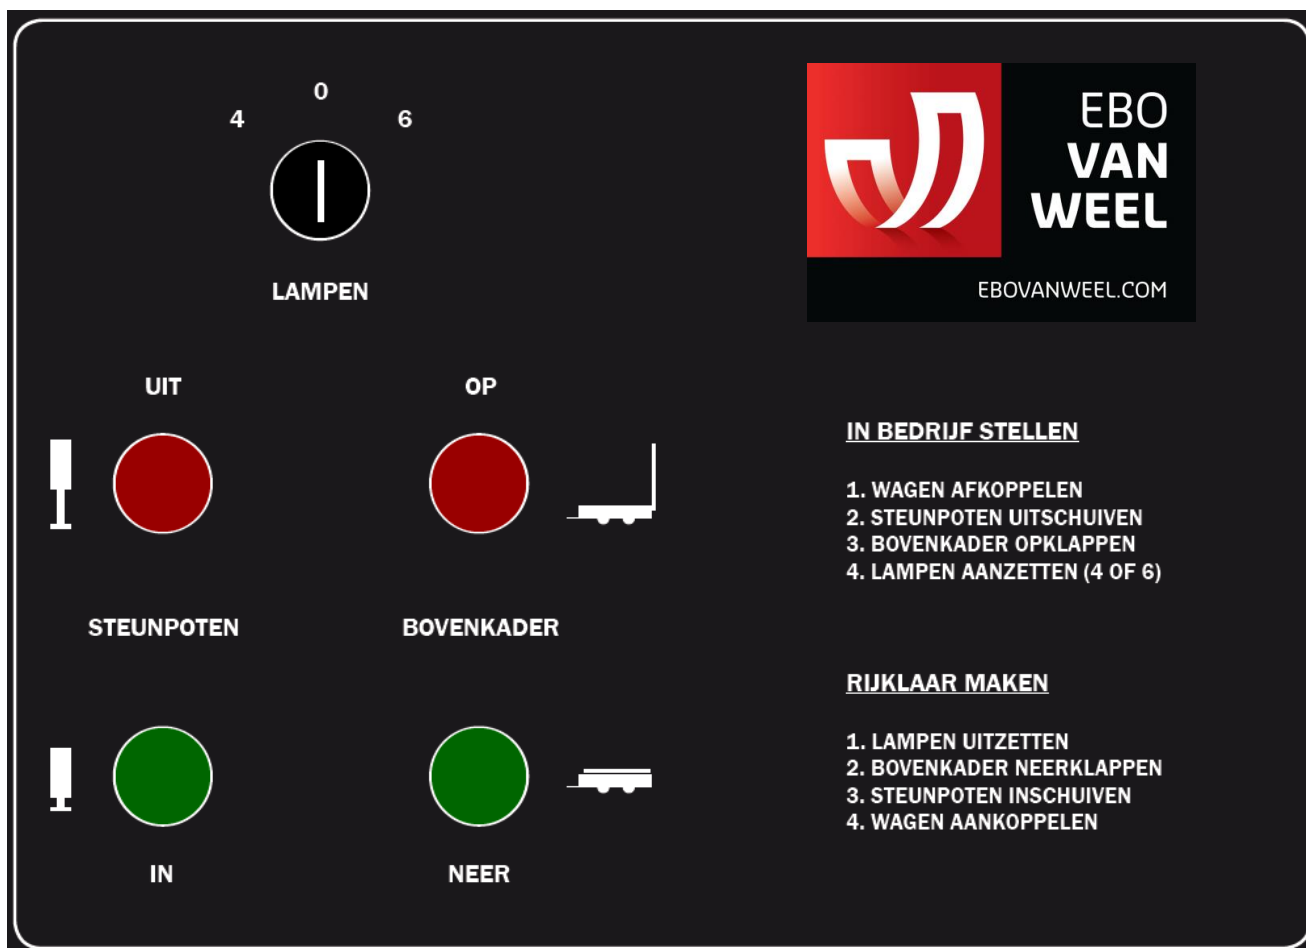 0
4
6
LAMPEN
EBO
VAN
WEEL
EBOVANWEEL.COM
UIT
OP
STEUNPOTEN
BOVENKADER
IN
NEER
IN BEDRIJF STELLEN
1. WAGEN AFKOPPELEN
2. STEUNPOTEN UITSCHUIVEN
3. BOVENKADER OPKLAPPEN
4. LAMPEN AANZETTEN (4 OF 6)
RIJKLAAR MAKEN
1. LAMPEN UITZETTEN
2. BOVENKADER NEERKLAPPEN
3. STEUNPOTEN INSCHUIVEN
4. WAGEN AANKOPPELEN